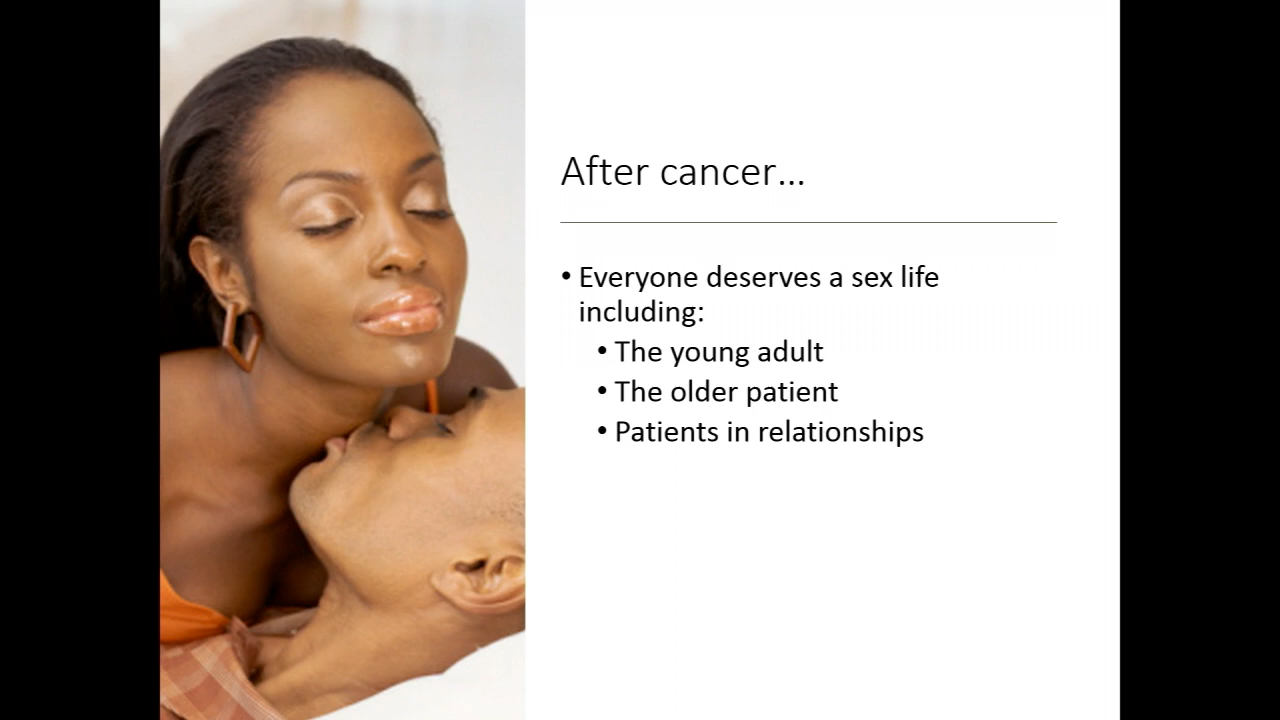 After cancer...
• Everyone deserves a sex life
including:
• The young adult
• The older patient
• Patients in relationships